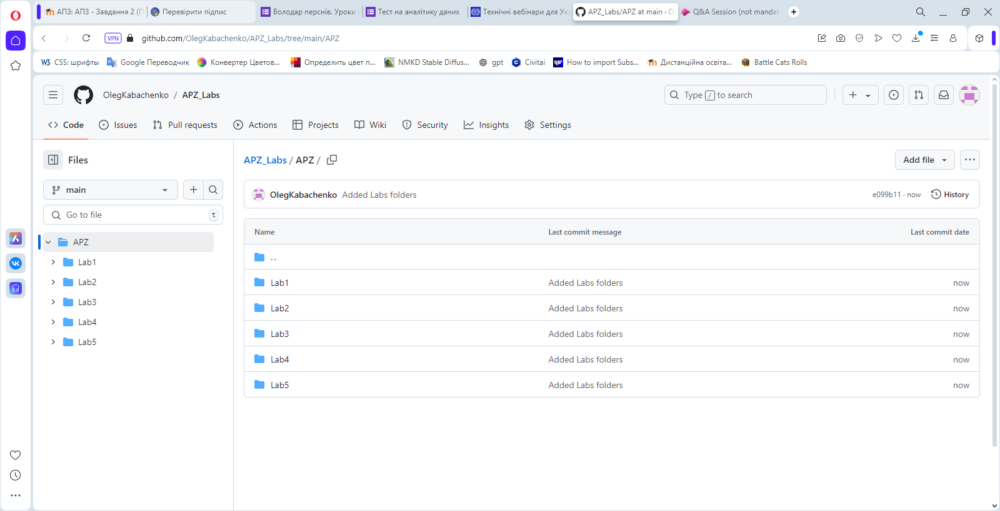 АПЗ: АПЗ - Завдання 2 (П
Перевірити підпис
Володар перснів. Уроки
Тест на аналітику даних
Технічні вебінари для Ук
APZ_Labs/APZ at main · O
Q&A Session (not mandat
VPN
github.com/OlegKabachenko/APZ_Labs/tree/main/APZ
W3 CSS: шрифты
Google Переводчик
Конвертер Цветов...
Определить цвет п...
NMKD Stable Diffus...
gpt
Civitai
How to import Subs...
Дистанційна освіта...
Battle Cats Rolls
OlegKabachenko / APZ_Labs
Type / to search
Code
Issues
Pull requests
Actions
Projects
Wiki
Security
Insights
Settings
Files
main
Go to file
t
APZ
Lab1
Lab2
Lab3
Lab4
Lab5
APZ_Labs / APZ /
Add file
OlegKabachenko Added Labs folders
e099b11 · now
History
Name Last commit message Last commit date
..
Lab1 Added Labs folders now
Lab2 Added Labs folders now
Lab3 Added Labs folders now
Lab4 Added Labs folders now
Lab5 Added Labs folders now